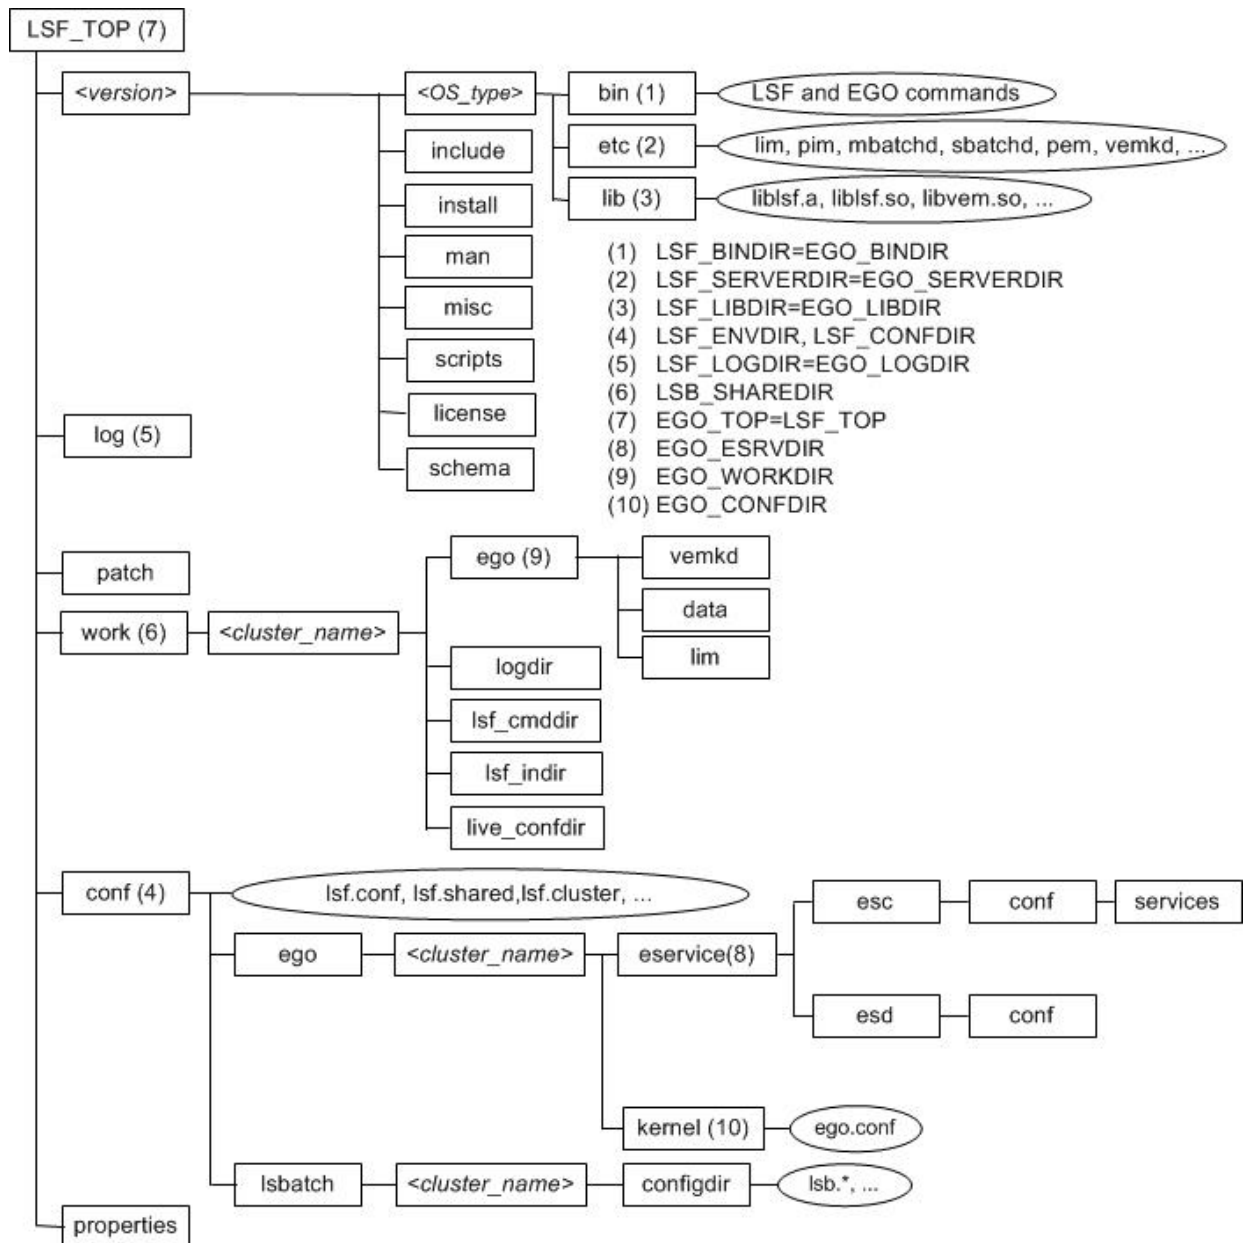 LSF_TOP (7)
<version>
<OS_type>
bin (1)
LSF and EGO commands
include
etc (2)
lim, pim, mbatchd, sbatchd, pem, vemkd, ...
install
lib (3)
liblsf.a, liblsf.so, libvem.so, ...
man
misc
scripts
license
schema
(1) LSF_BINDIR=EGO_BINDIR
(2) LSF_SERVERDIR=EGO_SERVERDIR
(3) LSF_LIBDIR=EGO_LIBDIR
(4) LSF_ENVDIR, LSF_CONFDIR
(5) LSF_LOGDIR=EGO_LOGDIR
(6) LSB_SHAREDIR
(7) EGO_TOP=LSF_TOP
(8) EGO_ESRVDIR
(9) EGO_WORKDIR
(10) EGO_CONFDIR
log (5)
patch
work (6)
<cluster_name>
ego (9)
vemkd
data
lim
logdir
lsf_cmddir
lsf_indir
live_confdir
conf (4)
lsf.conf, lsf.shared,lsf.cluster, ...
ego
<cluster_name>
eservice(8)
esc
conf
services
esd
conf
kernel (10)
ego.conf
lsbatch
<cluster_name>
configdir
lsb.*, ...
properties